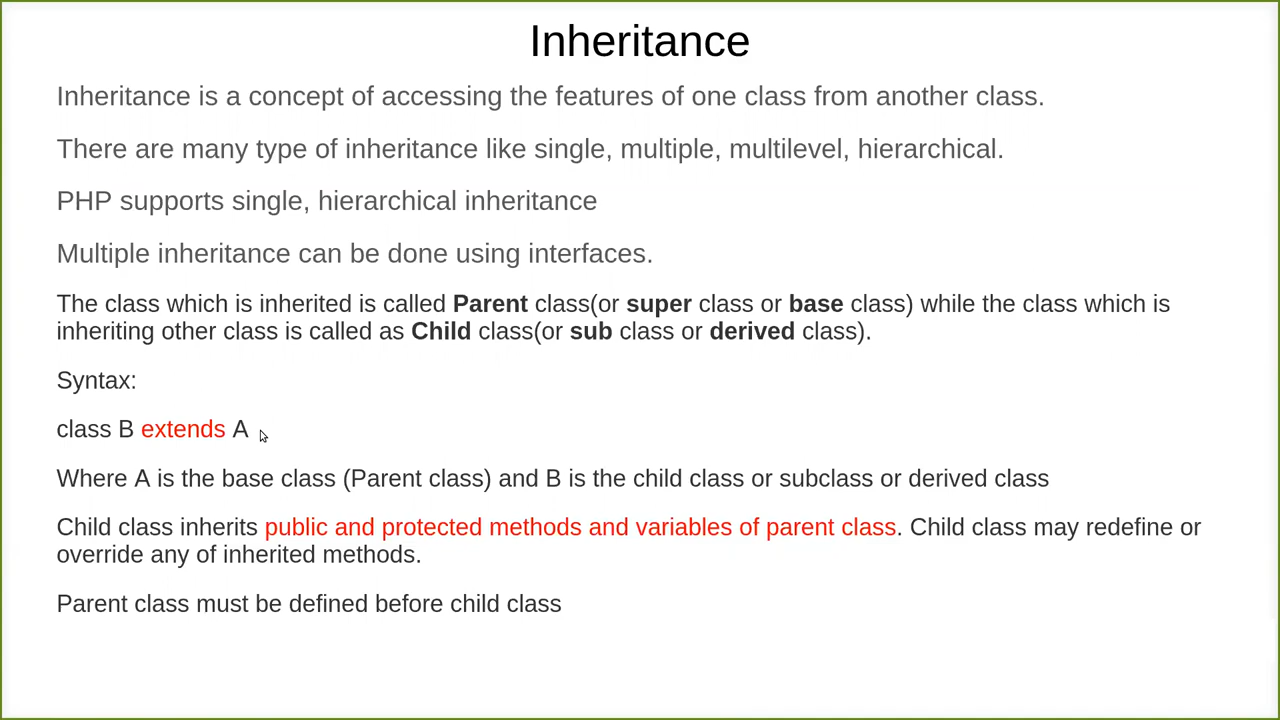 Inheritance
Inheritance is a concept of accessing the features of one class from another class.
There are many type of inheritance like single, multiple, multilevel, hierarchical.
PHP supports single, hierarchical inheritance
Multiple inheritance can be done using interfaces.
The class which is inherited is called Parent class(or super class or base class) while the class which is
inheriting other class is called as Child class(or sub class or derived class).
Syntax:
class B extends A
Where A is the base class (Parent class) and B is the child class or subclass or derived class
Child class inherits public and protected methods and variables of parent class. Child class may redefine or
override any of inherited methods.
Parent class must be defined before child class